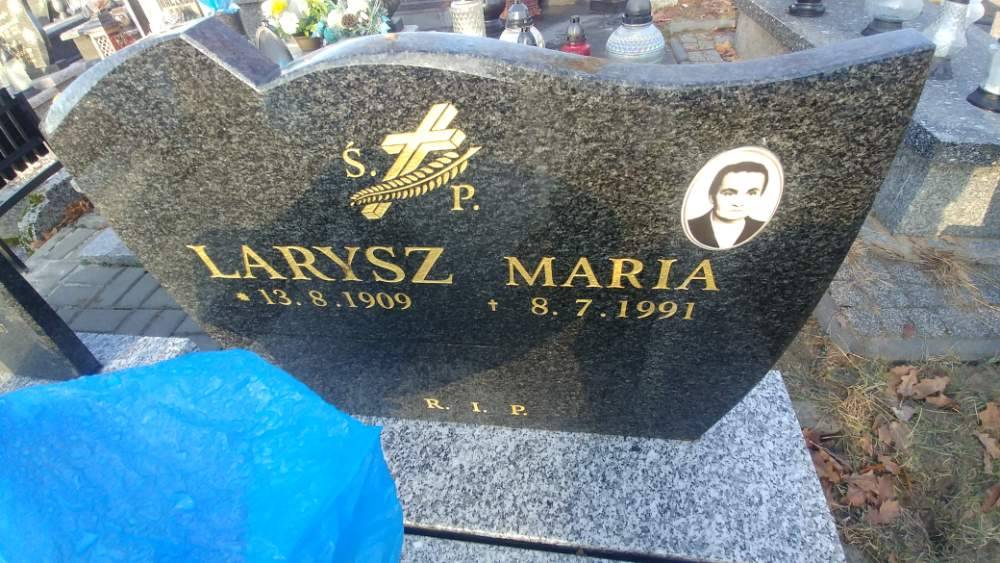 Ś. P.
LARYSZ MARIA
* 13.8.1909 † 8.7.1991
R. I. P.